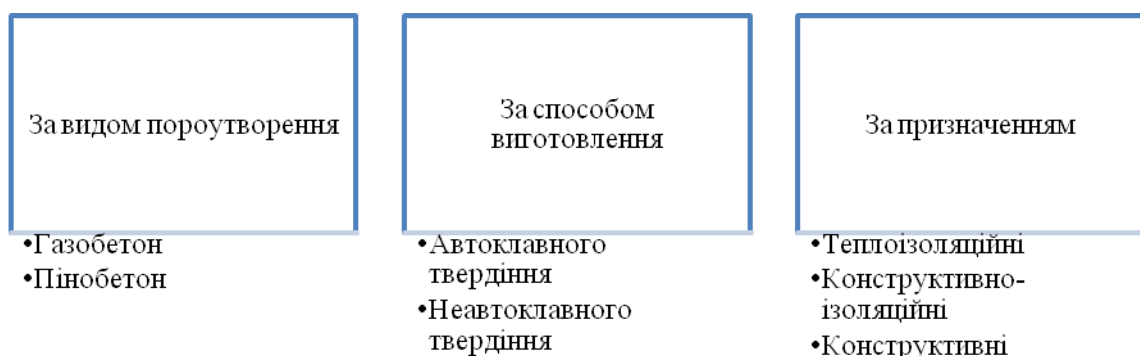 За видом пороутворення
•Газобетон
•Пінобетон
За способом
виготовлення
•Автоклавного
твердіння
•Неавтоклавного
твердіння
За призначенням
•Теплоізоляційні
•Конструктивно-
ізоляційні
•Конструктивні